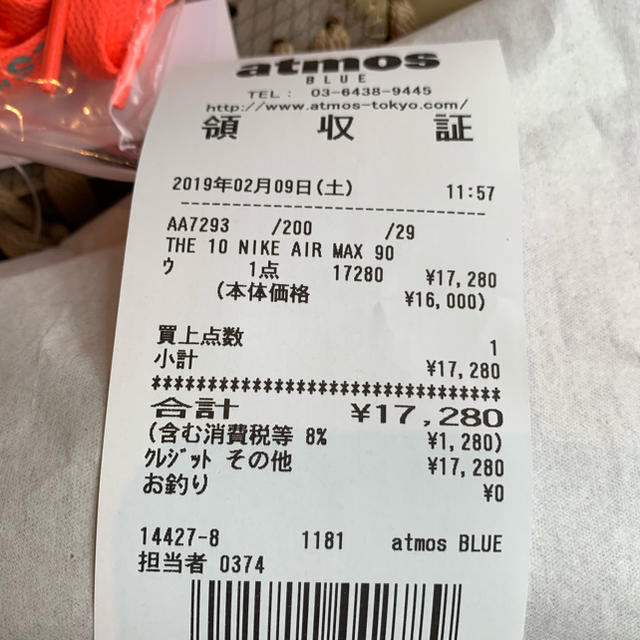 atmos
BLUE
TEL : 03-6438-9445
http://www.atmos-tokyo.com/
領 収 証
2019年02月09日(土) 11:57
AA7293 /200 /29
THE 10 NIKE AIR MAX 90
ウ 1点 17280 ¥17,280
(本体価格 ¥16,000)
買上点数 1
小計 ¥17,280
*********************************
合計 ¥17,280
(含む消費税等 8% ¥1,280)
ｸﾚｼﾞｯﾄ その他 ¥17,280
お釣り ¥0
14427-8 1181 atmos BLUE
担当者 0374